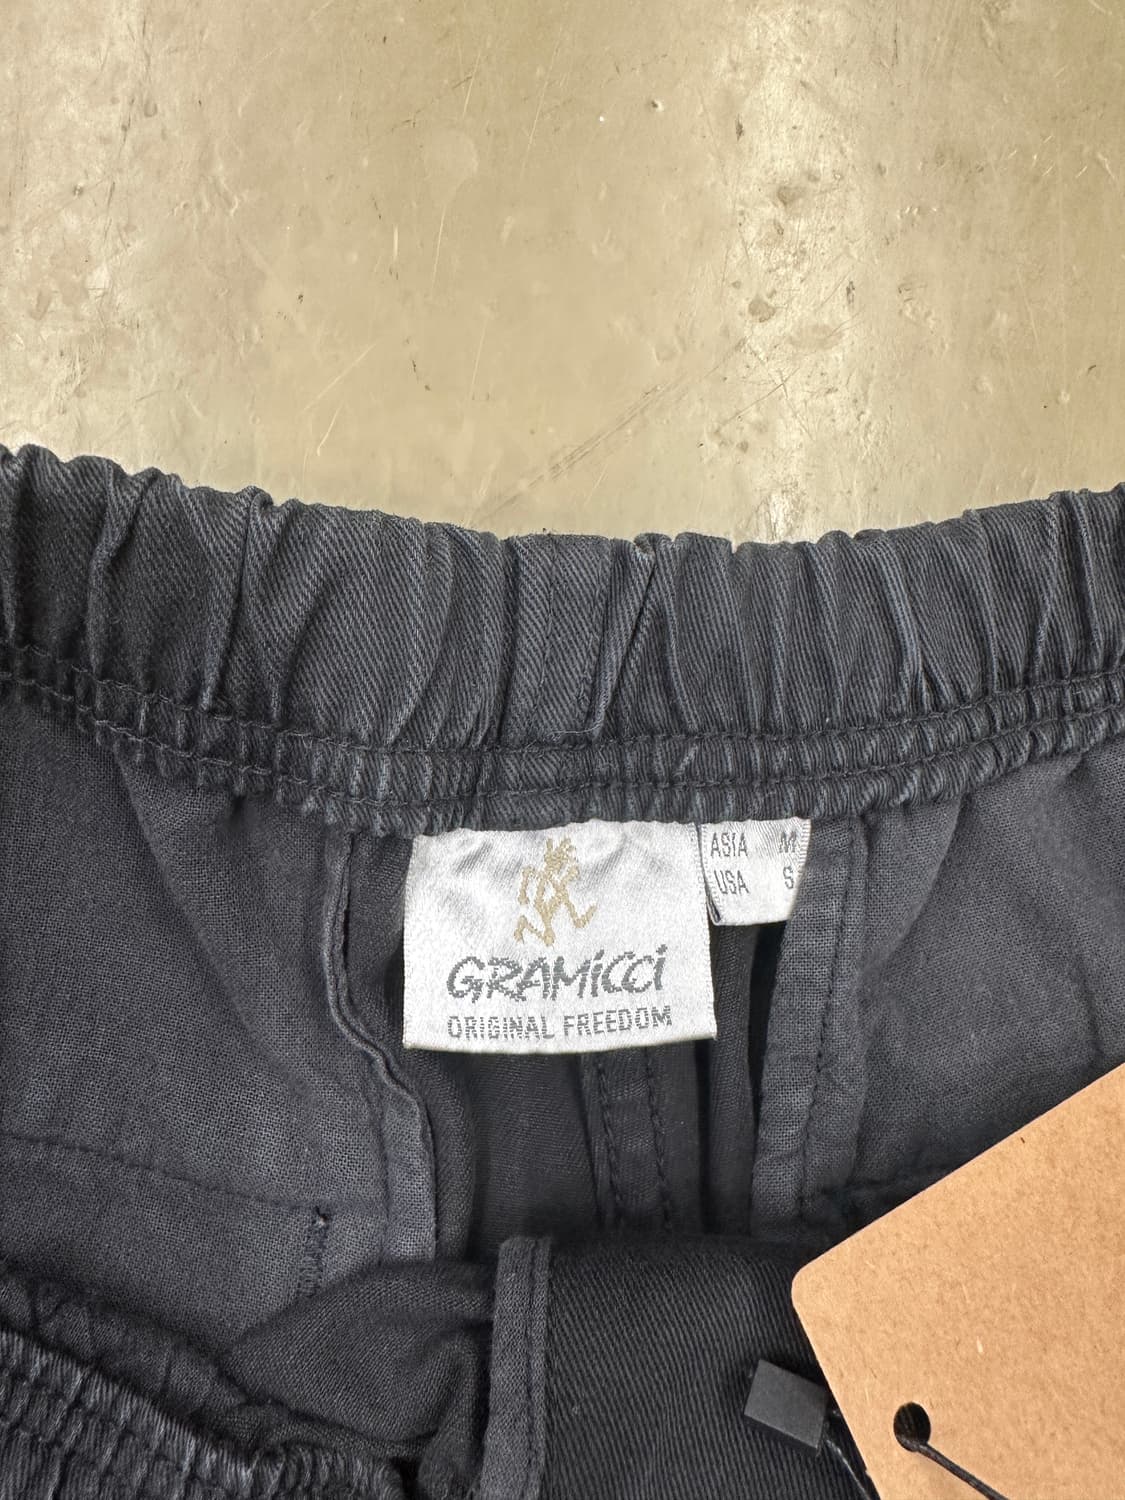 GRAMiCCi
ORIGINAL FREEDOM
ASIA M
USA S